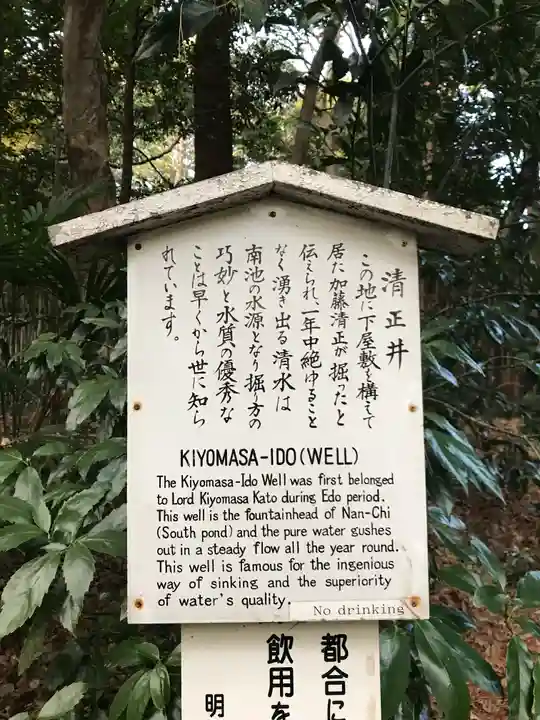 清正井
この地に下屋敷を構えて
居た加藤清正が掘ったと
伝えられ、一年中絶ゆること
なく湧き出る清水は
南池の水源となり掘り方の
巧妙と水質の優秀な
ことは早くから世に知ら
れています。
KIYOMASA-IDO(WELL)
The Kiyomasa-Ido Well was first belonged
to Lord Kiyomasa Kato during Edo period.
This well is the fountainhead of Nan-Chi
(South pond) and the pure water gushes
out in a steady flow all the year round.
This well is famous for the ingenious
way of sinking and the superiority
of water's quality.
No drinking
都合に
飲用を
明